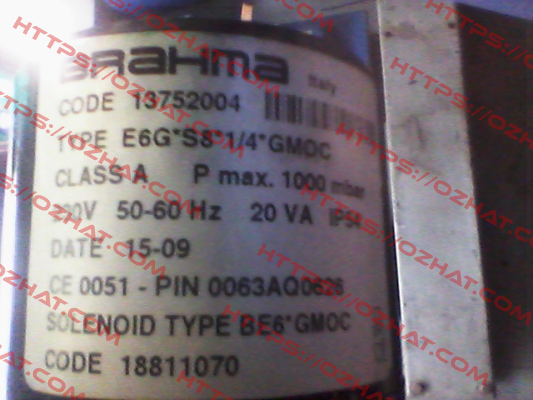 BRAHMA Italy
CODE 13752004
TYPE E6G*S8*1/4*GMOC
CLASS A P max. 1000 mbar
50-60 Hz 20 VA IP54
DATE 15-09
CE 0051 - PIN 0063AQ0626
SOLENOID TYPE BE6*GMOC
CODE 18811070
HTTPS://OZHAT.COM